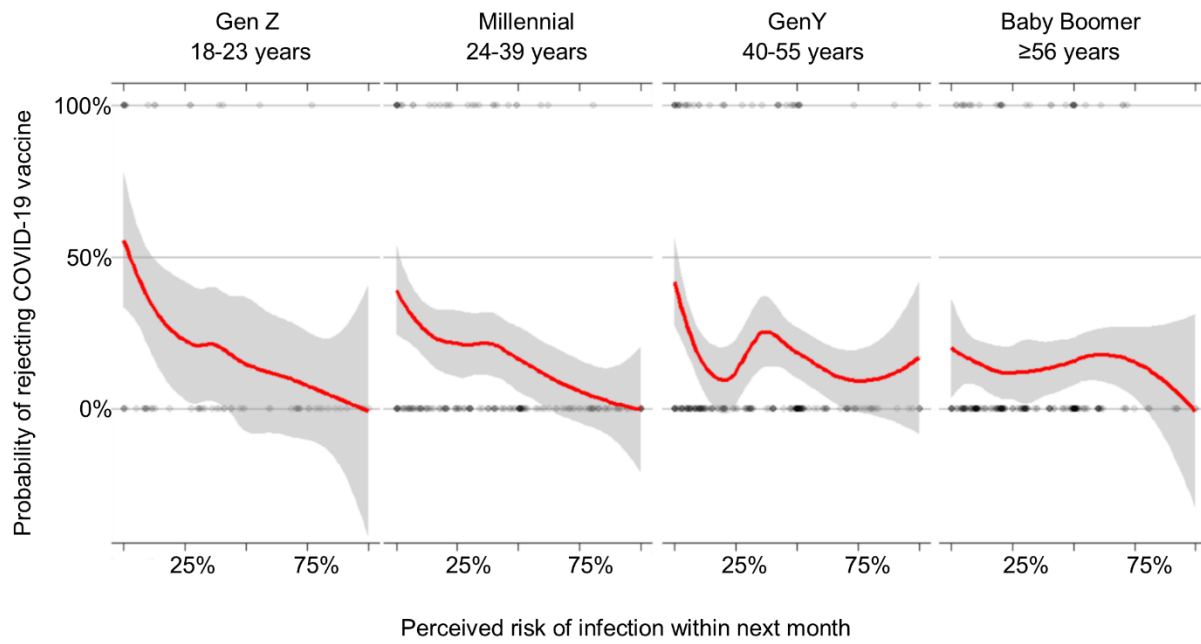 Gen Z
18-23 years
Millennial
24-39 years
GenY
40-55 years
Baby Boomer
≥56 years
Probability of rejecting COVID-19 vaccine
100%
50%
0%
25%
75%
25%
75%
25%
75%
25%
75%
Perceived risk of infection within next month